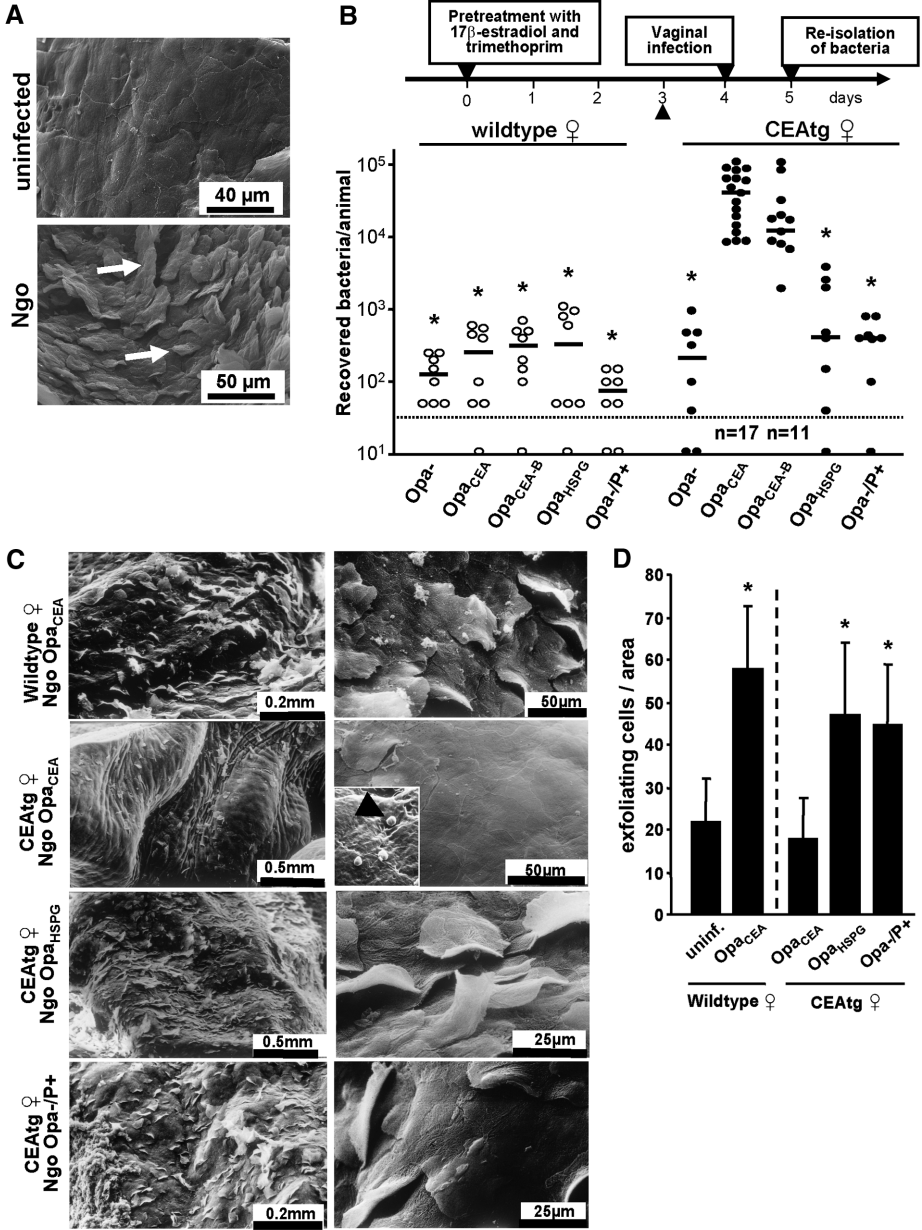 A
uninfected
40 µm
Ngo
50 µm
B
Pretreatment with
17β-estradiol and
trimethoprim
Vaginal
infection
Re-isolation
of bacteria
0 1 2 3 4 5 days
wildtype ♀
CEAtg ♀
Recovered bacteria/animal
10⁵
10⁴
10³
10²
10¹
* * * * * * * *
n=17 n=11
Opa- OpaCEA OpaCEA-B OpaHSPG Opa-/P+ Opa- OpaCEA OpaCEA-B OpaHSPG Opa-/P+
C
Wildtype ♀
Ngo OpaCEA
0.2mm
50µm
CEAtg ♀
Ngo OpaCEA
0.5mm
50µm
CEAtg ♀
Ngo OpaHSPG
0.5mm
25µm
CEAtg ♀
Ngo Opa-/P+
0.2mm
25µm
D
exfoliating cells / area
80
70
60
50
40
30
20
10
0
* * *
uninf. OpaCEA OpaCEA OpaHSPG Opa-/P+
Wildtype ♀ CEAtg ♀